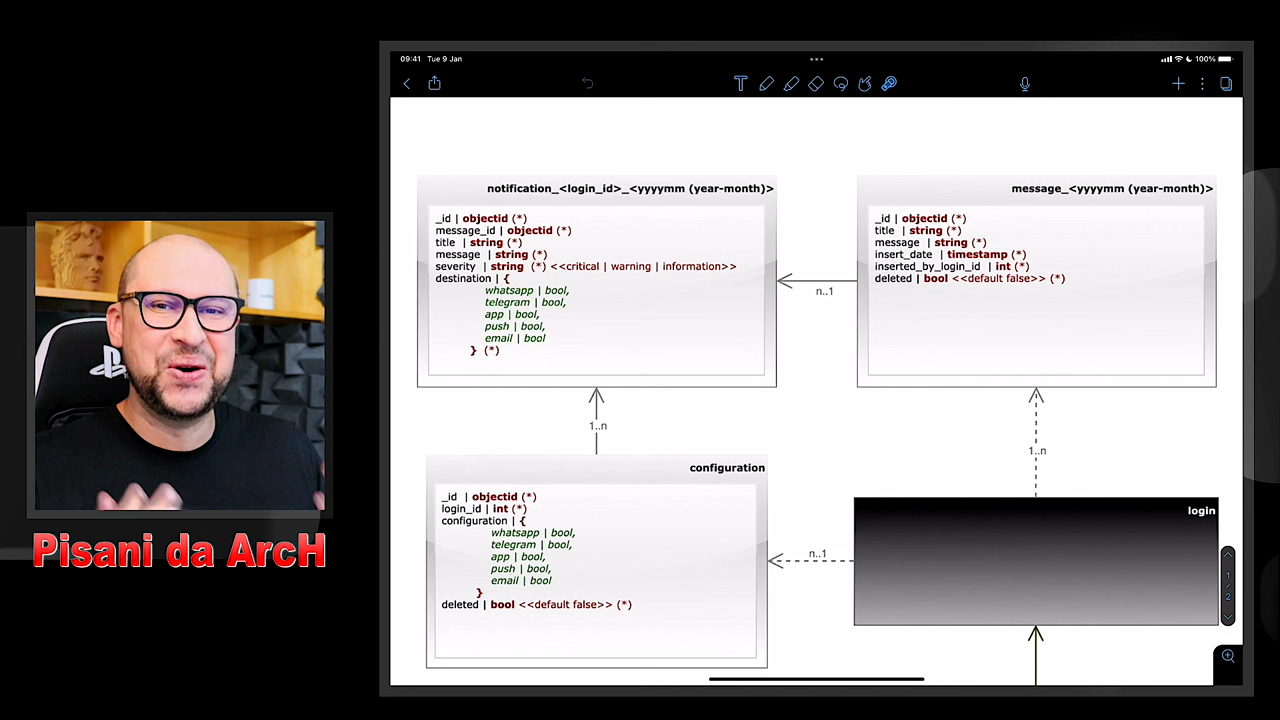 09:41 Tue 9 Jan
100%
T
notification_<login_id>_<yyyymm (year-month)>
_id | objectid (*)
message_id | objectid (*)
title | string (*)
message | string (*)
severity | string (*) <<critical | warning | information>>
destination | {
whatsapp | bool,
telegram | bool,
app | bool,
push | bool,
email | bool
} (*)
message_<yyyymm (year-month)>
_id | objectid (*)
title | string (*)
message | string (*)
insert_date | timestamp (*)
inserted_by_login_id | int (*)
deleted | bool <<default false>> (*)
n..1
1..n
1..n
configuration
_id | objectid (*)
login_id | int (*)
configuration | {
whatsapp | bool,
telegram | bool,
app | bool,
push | bool,
email | bool
}
deleted | bool <<default false>> (*)
n..1
login
1
/
2
Pisani da ArcH